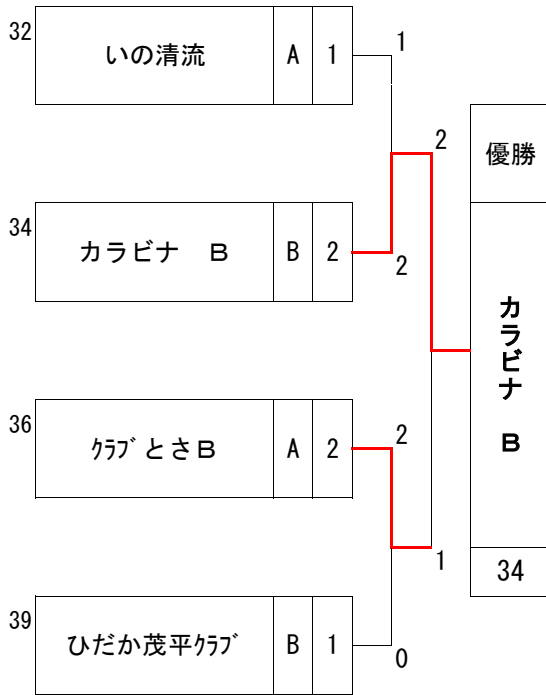 32
いの清流 A 1
1
2
優勝
34
カラビナ　Ｂ B 2
2
カラビナ　Ｂ
36
ｸﾗﾌﾞとさＢ A 2
2
1
34
39
ひだか茂平ｸﾗﾌﾞ B 1
0